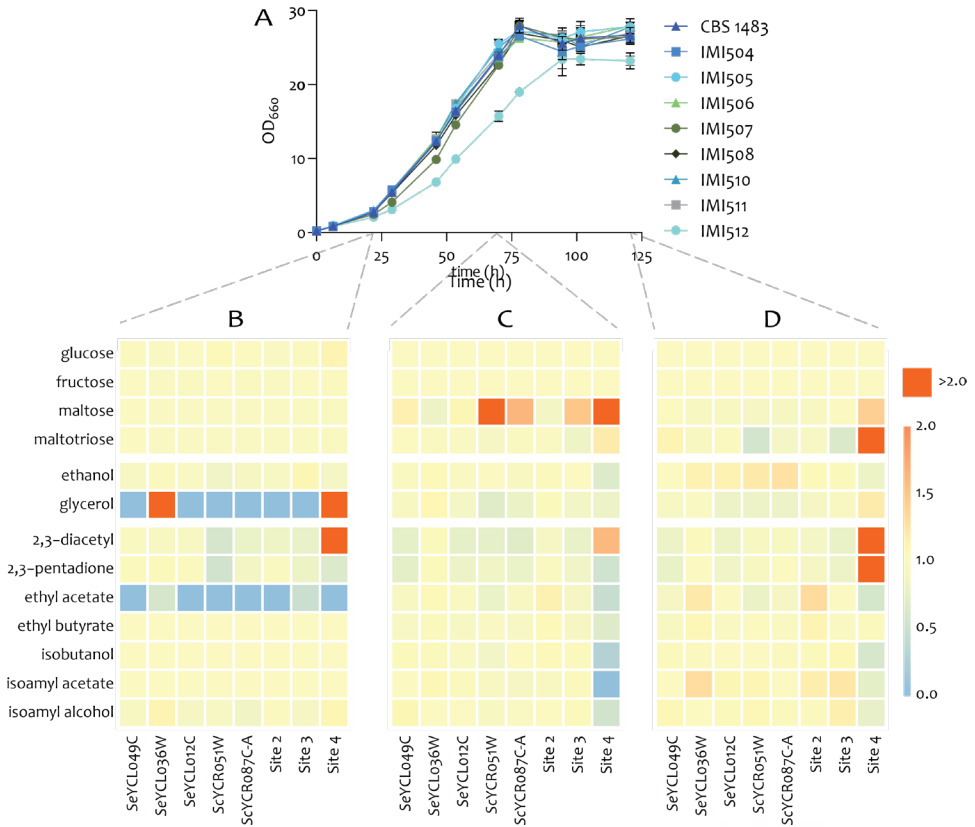 A
OD660
30
20
10
0
0 25 50 75 100 125
time (h)
Time (h)
CBS 1483
IMI504
IMI505
IMI506
IMI507
IMI508
IMI510
IMI511
IMI512
B C D
glucose
fructose
maltose
maltotriose
ethanol
glycerol
2,3-diacetyl
2,3-pentadione
ethyl acetate
ethyl butyrate
isobutanol
isoamyl acetate
isoamyl alcohol
>2.0
2.0
1.5
1.0
0.5
0.0
SeYCL049C SeYCL036W SeYCL012C ScYCR051W ScYCR087C-A Site 2 Site 3 Site 4
SeYCL049C SeYCL036W SeYCL012C ScYCR051W ScYCR087C-A Site 2 Site 3 Site 4
SeYCL049C SeYCL036W SeYCL012C ScYCR051W ScYCR087C-A Site 2 Site 3 Site 4